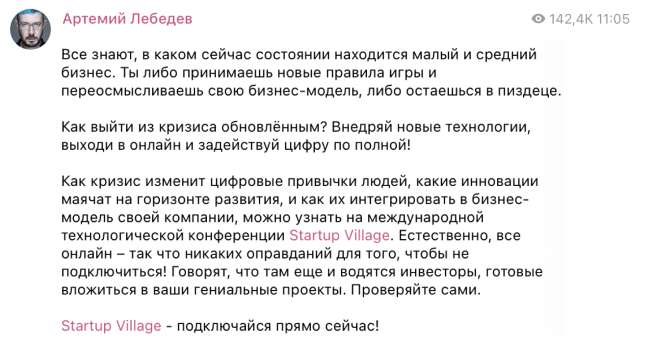 Артемий Лебедев
142,4K 11:05
Все знают, в каком сейчас состоянии находится малый и средний
бизнес. Ты либо принимаешь новые правила игры и
переосмысливаешь свою бизнес-модель, либо остаешься в пиздеце.
Как выйти из кризиса обновлённым? Внедряй новые технологии,
выходи в онлайн и задействуй цифру по полной!
Как кризис изменит цифровые привычки людей, какие инновации
маячат на горизонте развития, и как их интегрировать в бизнес-
модель своей компании, можно узнать на международной
технологической конференции Startup Village. Естественно, все
онлайн – так что никаких оправданий для того, чтобы не
подключиться! Говорят, что там еще и водятся инвесторы, готовые
вложиться в ваши гениальные проекты. Проверяйте сами.
Startup Village - подключайся прямо сейчас!